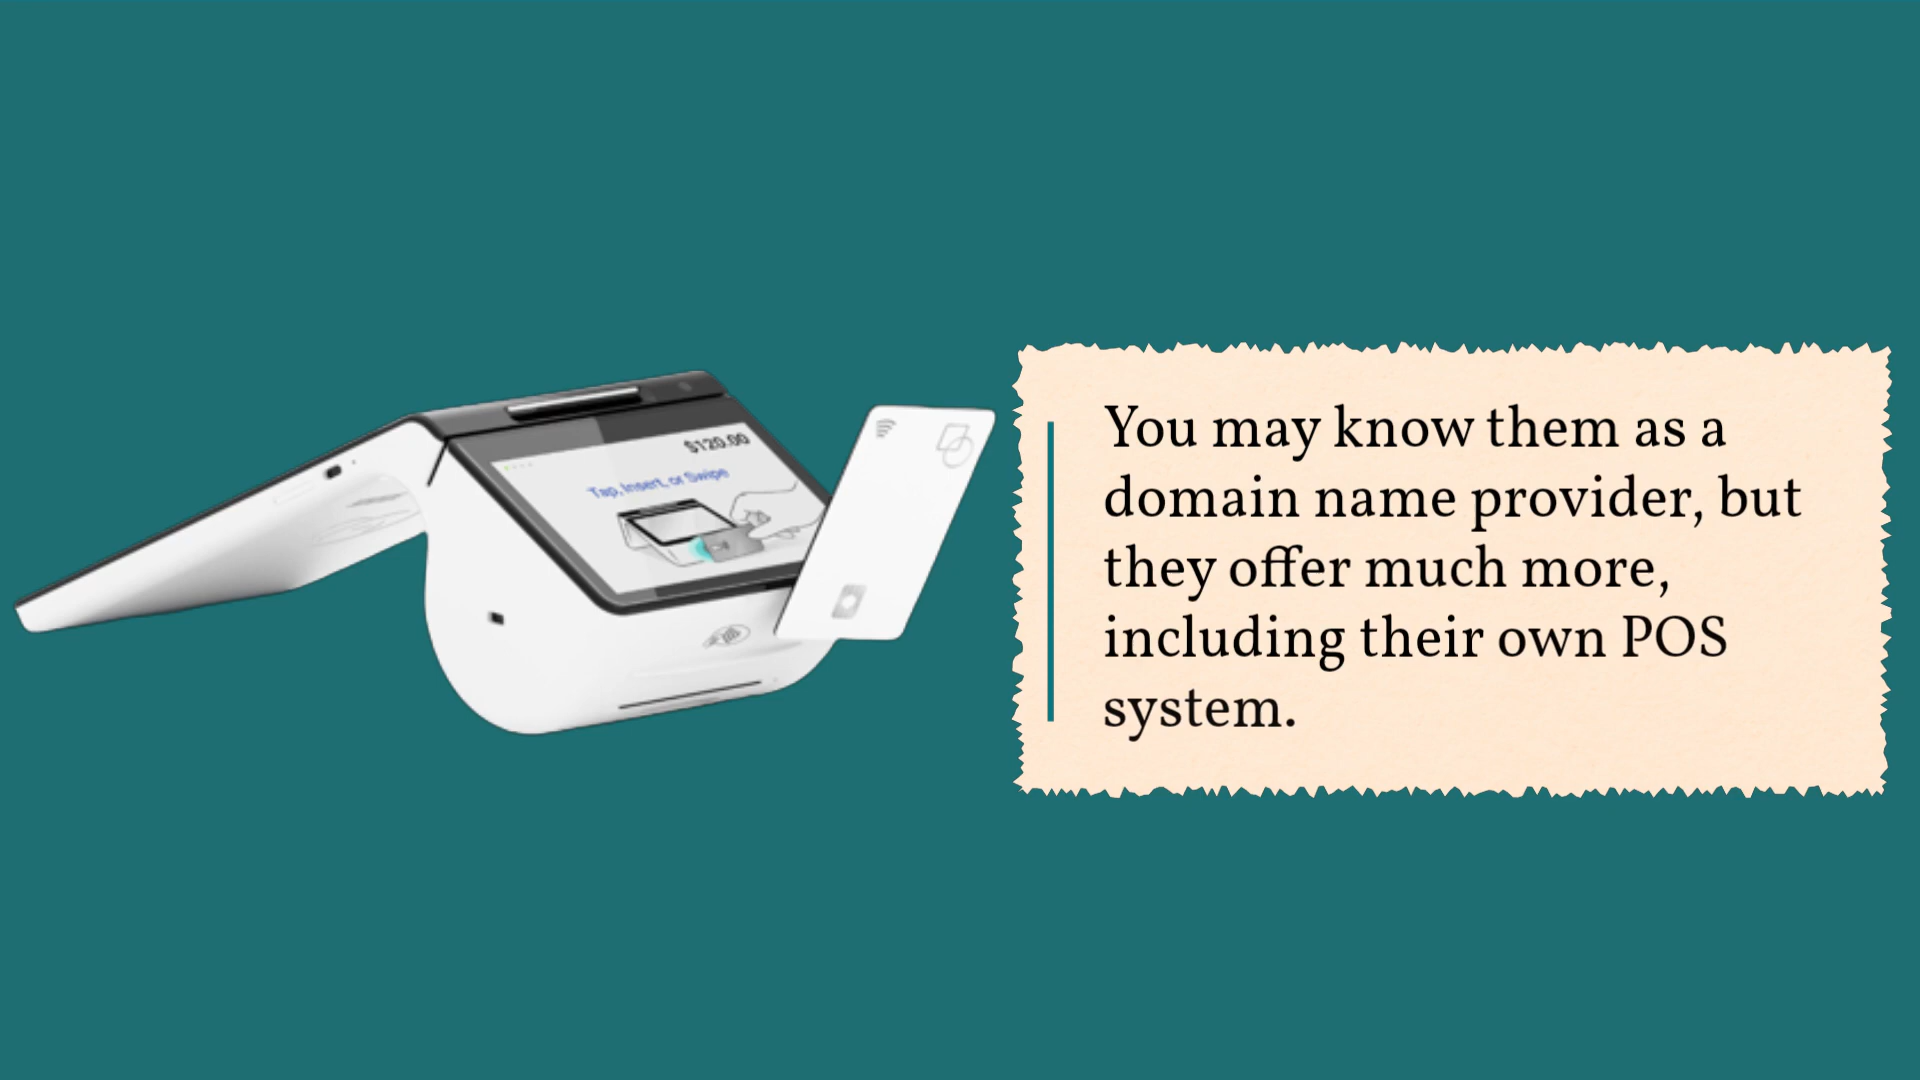 $120.00
Tap, Insert, or Swipe
You may know them as a
domain name provider, but
they offer much more,
including their own POS
system.